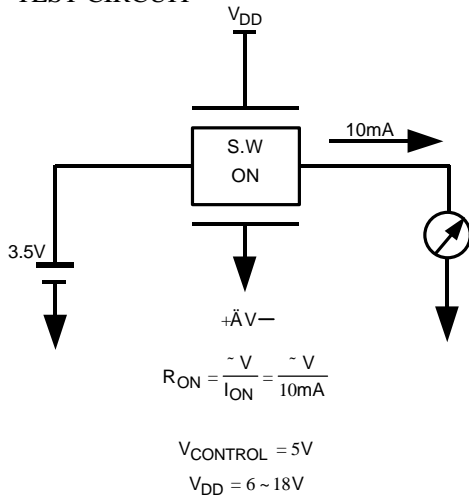 TEST CIRCUIT
VDD
10mA
S.W
ON
3.5V
+ÄV—
RON = ˜ V / ION = ˜ V / 10mA
VCONTROL = 5V
VDD = 6 ~ 18V